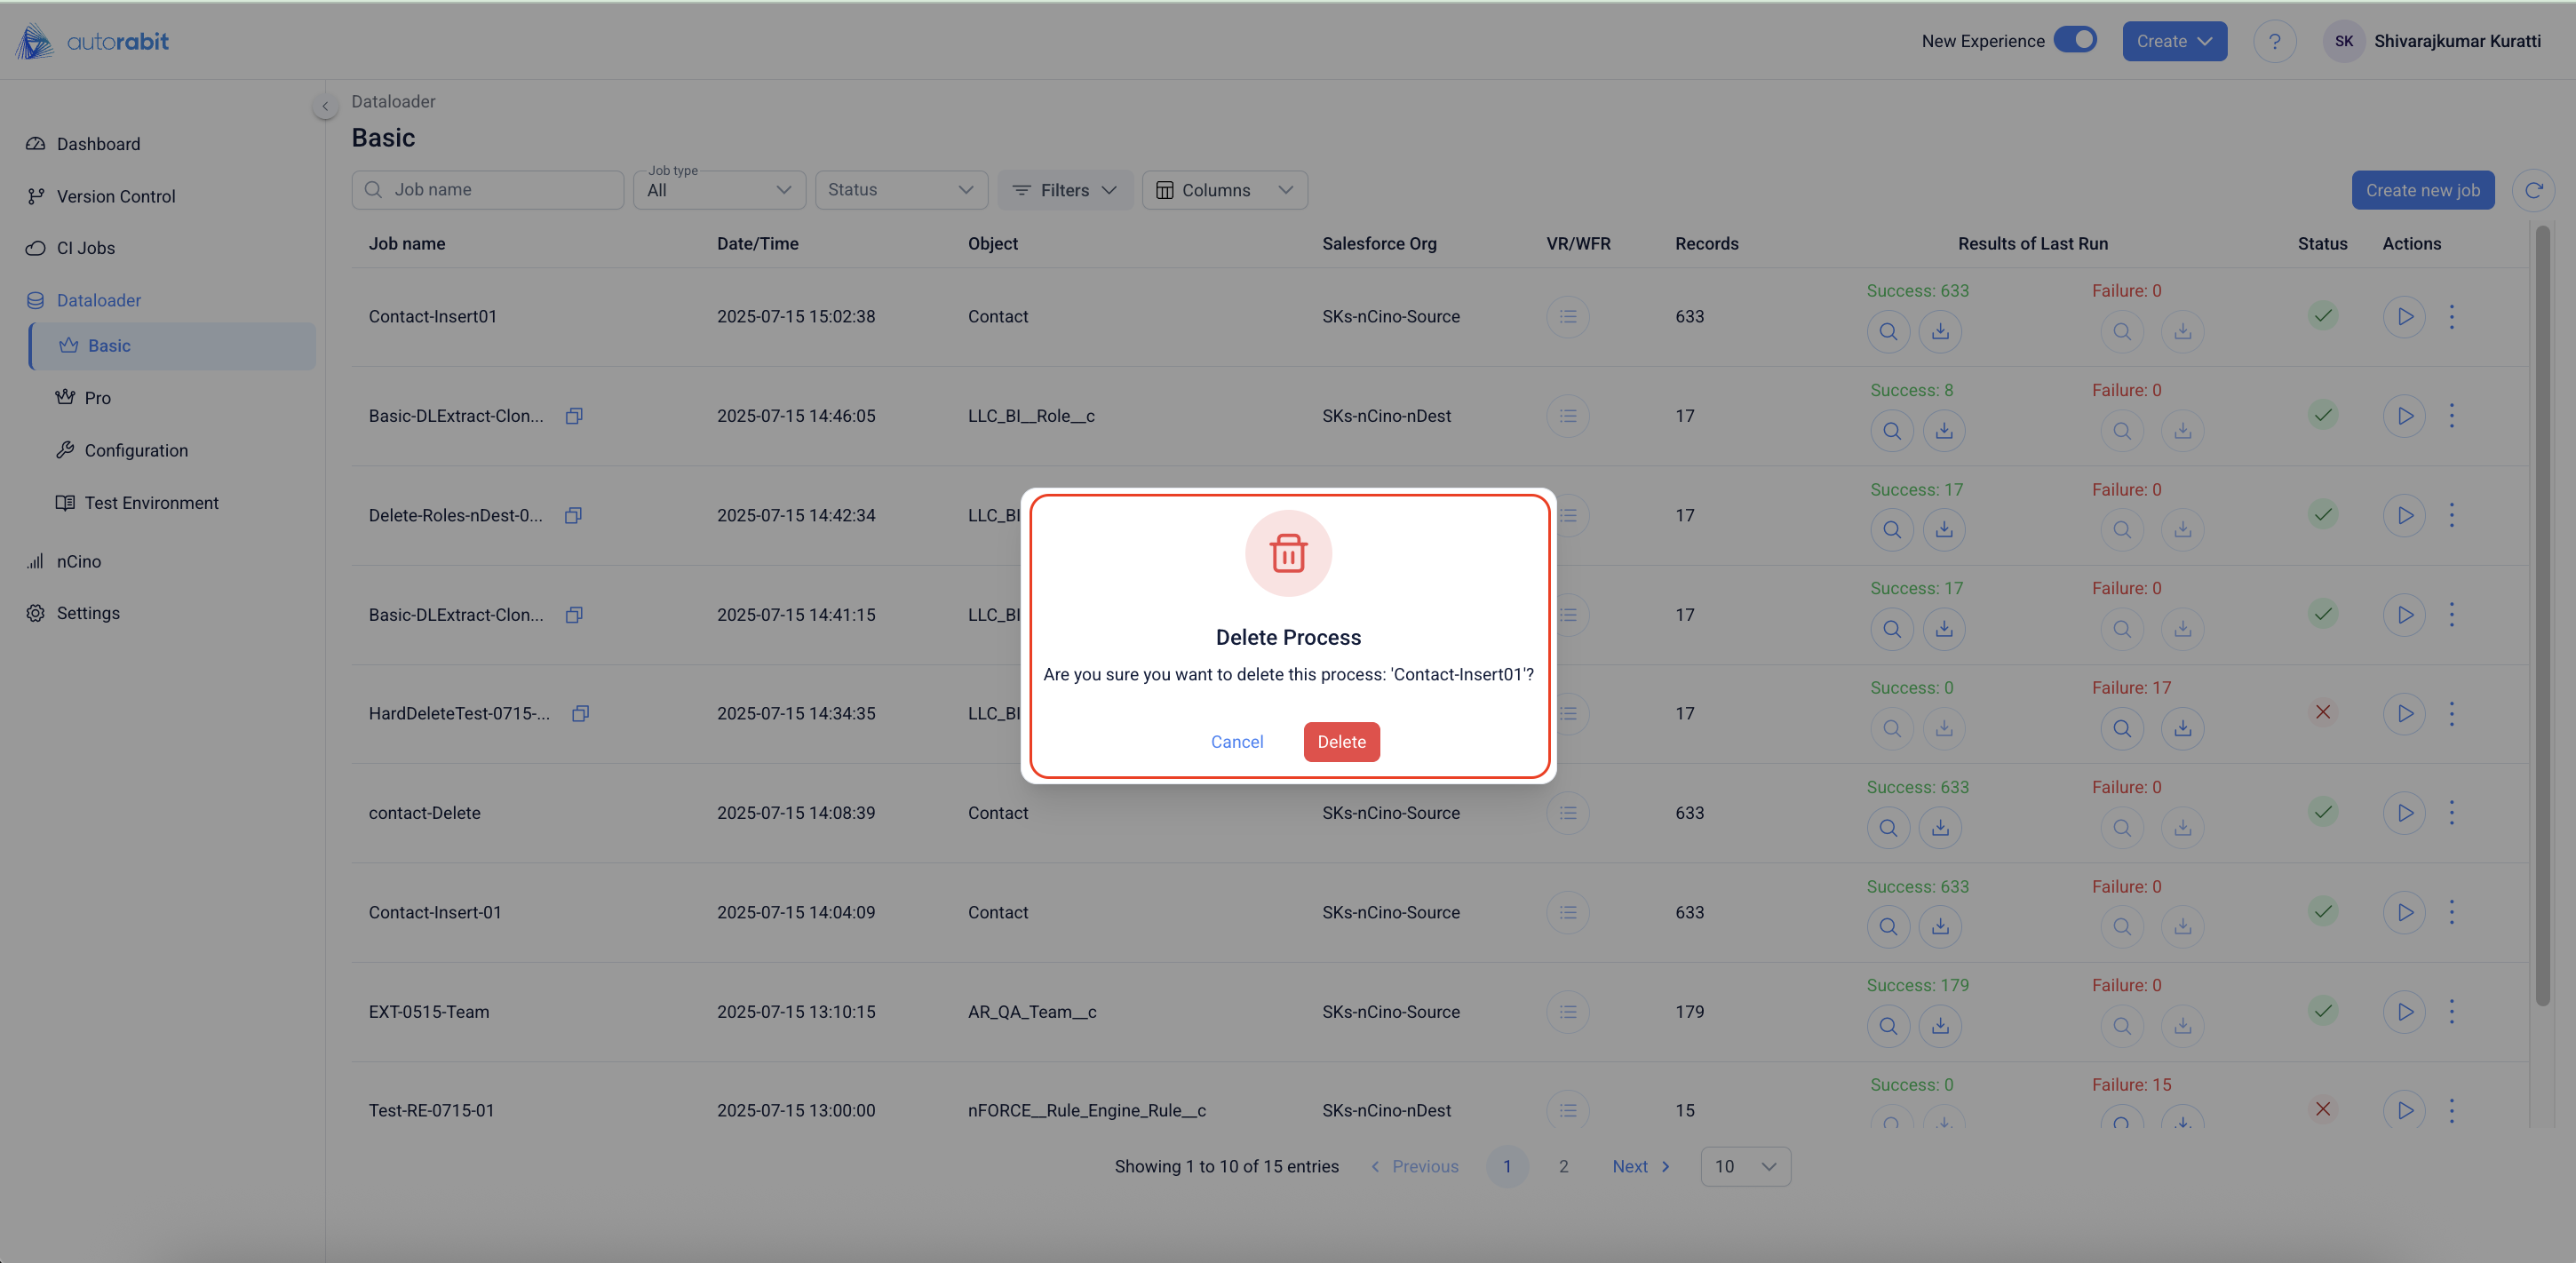 autorabit
New Experience Create ? SK Shivarajkumar Kuratti
Dashboard
Version Control
CI Jobs
Dataloader
Basic
Pro
Configuration
Test Environment
nCino
Settings
Dataloader
Basic
Job name Job type All Status Filters Columns Create new job
Job name Date/Time Object Salesforce Org VR/WFR Records Results of Last Run Status Actions
Contact-Insert01 2025-07-15 15:02:38 Contact SKs-nCino-Source 633 Success: 633 Failure: 0
Basic-DLExtract-Clon... 2025-07-15 14:46:05 LLC_BI__Role__c SKs-nCino-nDest 17 Success: 8 Failure: 0
Delete-Roles-nDest-0... 2025-07-15 14:42:34 LLC_BI 17 Success: 17 Failure: 0
Basic-DLExtract-Clon... 2025-07-15 14:41:15 LLC_BI 17 Success: 17 Failure: 0
HardDeleteTest-0715-... 2025-07-15 14:34:35 LLC_BI 17 Success: 0 Failure: 17
contact-Delete 2025-07-15 14:08:39 Contact SKs-nCino-Source 633 Success: 633 Failure: 0
Contact-Insert-01 2025-07-15 14:04:09 Contact SKs-nCino-Source 633 Success: 633 Failure: 0
EXT-0515-Team 2025-07-15 13:10:15 AR_QA_Team__c SKs-nCino-Source 179 Success: 179 Failure: 0
Test-RE-0715-01 2025-07-15 13:00:00 nFORCE__Rule_Engine_Rule__c SKs-nCino-nDest 15 Success: 0 Failure: 15
Showing 1 to 10 of 15 entries Previous 1 2 Next 10
Delete Process
Are you sure you want to delete this process: 'Contact-Insert01'?
Cancel Delete